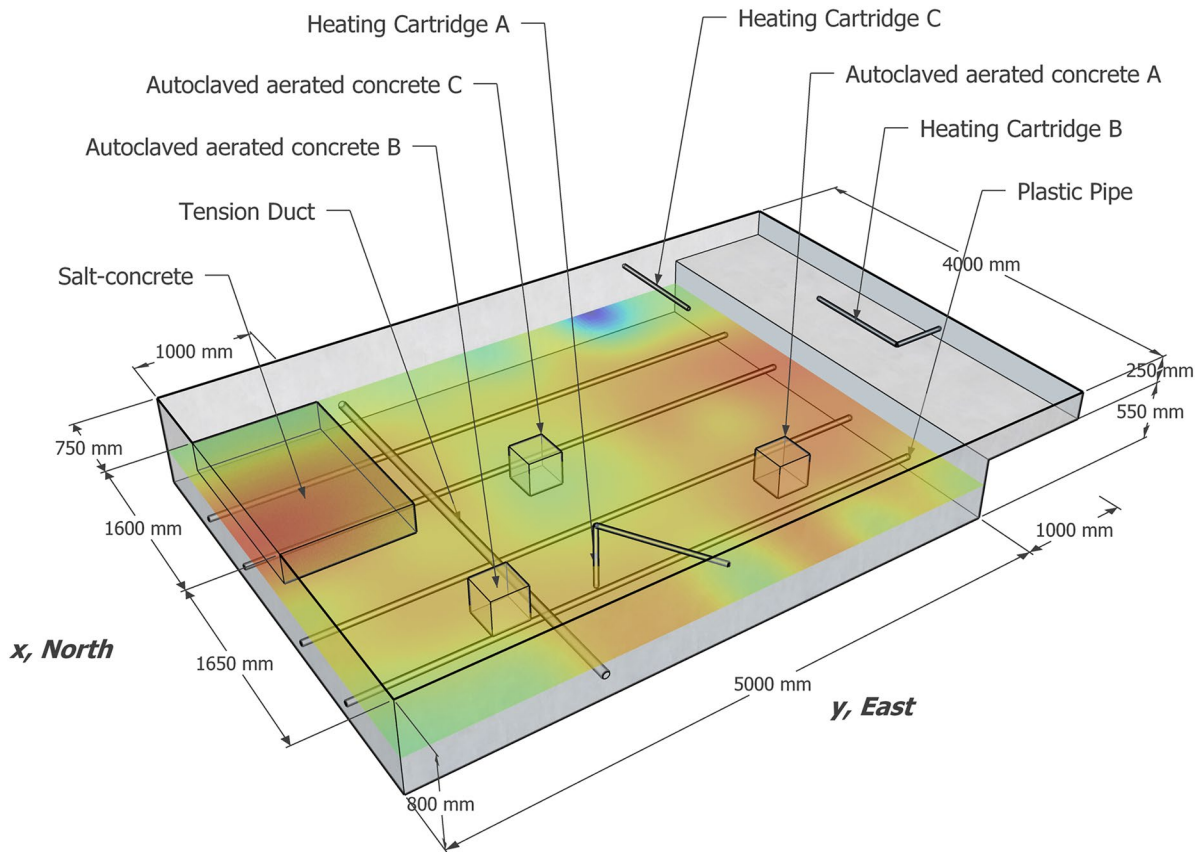 Heating Cartridge A
Heating Cartridge C
Autoclaved aerated concrete C
Autoclaved aerated concrete A
Autoclaved aerated concrete B
Heating Cartridge B
Tension Duct
Plastic Pipe
Salt-concrete
4000 mm
1000 mm
250 mm
550 mm
750 mm
1600 mm
1000 mm
x, North
1650 mm
5000 mm
y, East
800 mm